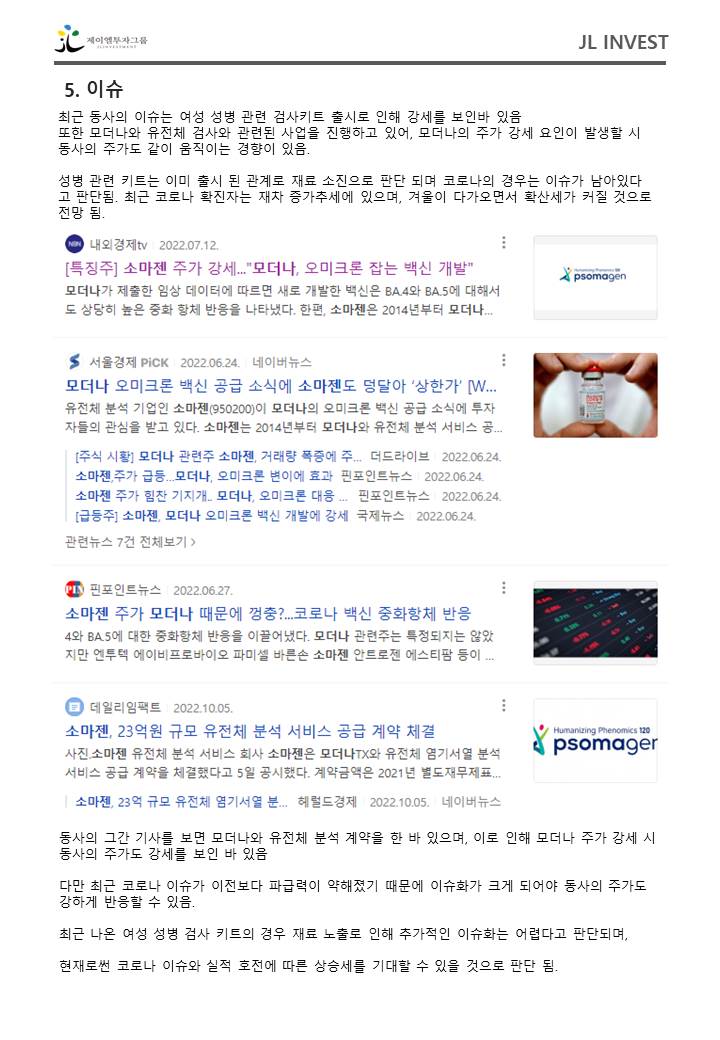 제이엘투자그룹
JLINVESTMENT
JL INVEST
5. 이슈
최근 동사의 이슈는 여성 성병 관련 검사키트 출시로 인해 강세를 보인바 있음
또한 모더나와 유전체 검사와 관련된 사업을 진행하고 있어, 모더나의 주가 강세 요인이 발생할 시
동사의 주가도 같이 움직이는 경향이 있음.
성병 관련 키트는 이미 출시 된 관계로 재료 소진으로 판단 되며 코로나의 경우는 이슈가 남아있다
고 판단됨. 최근 코로나 확진자는 재차 증가추세에 있으며, 겨울이 다가오면서 확산세가 커질 것으로
전망 됨.
NBN 내외경제tv 2022.07.12.
[특징주] 소마젠 주가 강세..."모더나, 오미크론 잡는 백신 개발"
모더나가 제출한 임상 데이터에 따르면 새로 개발한 백신은 BA.4와 BA.5에 대해서
도 상당히 높은 중화 항체 반응을 나타냈다. 한편, 소마젠은 2014년부터 모더나...
Humanizing Phenomics 120
psomagen
서울경제 PiCK 2022.06.24. 네이버뉴스
모더나 오미크론 백신 공급 소식에 소마젠도 덩달아 ‘상한가’ [W...
유전체 분석 기업인 소마젠(950200)이 모더나의 오미크론 백신 공급 소식에 투자
자들의 관심을 받고 있다. 소마젠는 2014년부터 모더나와 유전체 분석 서비스 공...
[주식 시황] 모더나 관련주 소마젠, 거래량 폭증에 주... 더드라이브 2022.06.24.
소마젠,주가 급등...모더나, 오미크론 변이에 효과 핀포인트뉴스 2022.06.24.
소마젠 주가 힘찬 기지개.. 모더나, 오미크론 대응 ... 핀포인트뉴스 2022.06.24.
[급등주] 소마젠, 모더나 오미크론 백신 개발에 강세 국제뉴스 2022.06.24.
관련뉴스 7건 전체보기 >
PIN 핀포인트뉴스 2022.06.27.
소마젠 주가 모더나 때문에 껑충?...코로나 백신 중화항체 반응
4와 BA.5에 대한 중화항체 반응을 이끌어냈다. 모더나 관련주는 특정되지는 않았
지만 엔투텍 에이비프로바이오 파미셀 바른손 소마젠 안트로젠 에스티팜 등이 ...
데일리임팩트 2022.10.05.
소마젠, 23억원 규모 유전체 분석 서비스 공급 계약 체결
사진.소마젠 유전체 분석 서비스 회사 소마젠은 모더나TX와 유전체 염기서열 분석
서비스 공급 계약을 체결했다고 5일 공시했다. 계약금액은 2021년 별도재무제표...
Humanizing Phenomics 120
psomagen
소마젠, 23억 규모 유전체 염기서열 분... 헤럴드경제 2022.10.05. 네이버뉴스
동사의 그간 기사를 보면 모더나와 유전체 분석 계약을 한 바 있으며, 이로 인해 모더나 주가 강세 시
동사의 주가도 강세를 보인 바 있음
다만 최근 코로나 이슈가 이전보다 파급력이 약해졌기 때문에 이슈화가 크게 되어야 동사의 주가도
강하게 반응할 수 있음.
최근 나온 여성 성병 검사 키트의 경우 재료 노출로 인해 추가적인 이슈화는 어렵다고 판단되며,
현재로썬 코로나 이슈와 실적 호전에 따른 상승세를 기대할 수 있을 것으로 판단 됨.